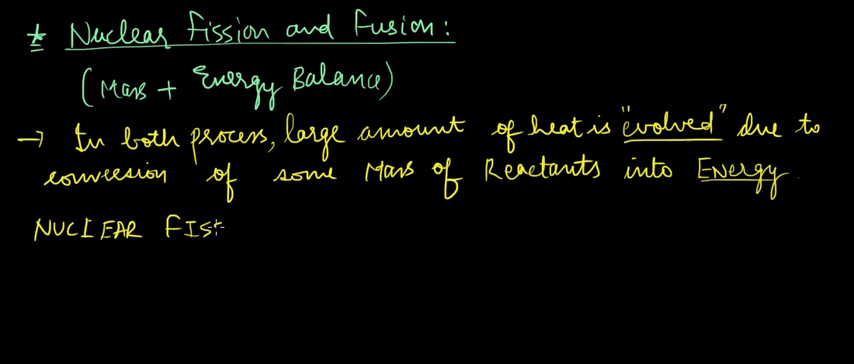 * Nuclear Fission and Fusion:
(Mass + Energy Balance)
→ In both process, large amount of heat is "evolved" due to
conversion of some Mass of Reactants into Energy.
NUCLEAR FISS